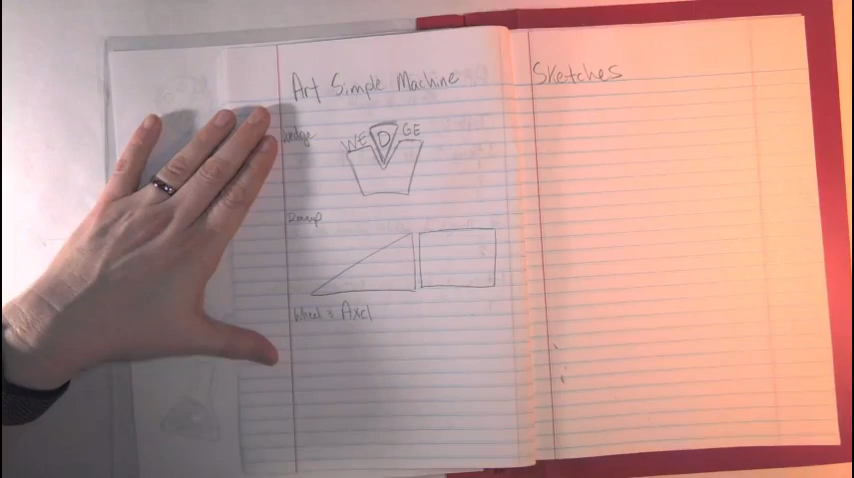 Art Simple Machine
Wedge
WEDGE
Ramp
Wheel & Axel
Sketches